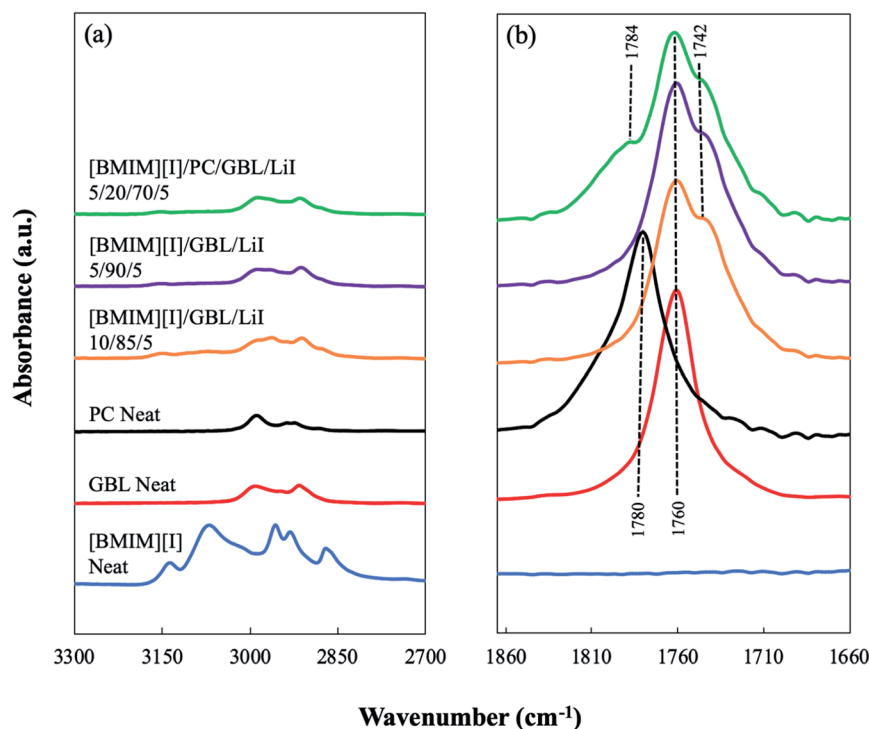 (a)
(b)
1784
1742
[BMIM][I]/PC/GBL/LiI
5/20/70/5
[BMIM][I]/GBL/LiI
5/90/5
[BMIM][I]/GBL/LiI
10/85/5
PC Neat
GBL Neat
[BMIM][I]
Neat
1780
1760
Absorbance (a.u.)
3300 3150 3000 2850 2700
1860 1810 1760 1710 1660
Wavenumber (cm⁻¹)